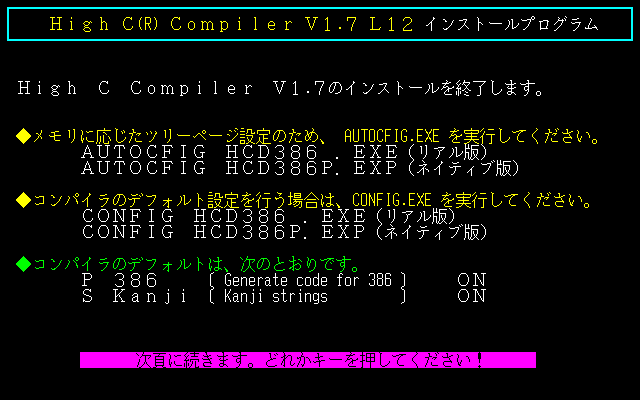 High C(R) Compiler V1.7 L12 インストールプログラム
High C Compiler V1.7のインストールを終了します。
◆メモリに応じたツリーページ設定のため、 AUTOCFIG.EXE を実行してください。
AUTOCFIG HCD386 . EXE (リアル版)
AUTOCFIG HCD386P. EXP (ネイティブ版)
◆コンパイラのデフォルト設定を行う場合は、CONFIG.EXE を実行してください。
CONFIG HCD386 . EXE (リアル版)
CONFIG HCD386P. EXP (ネイティブ版)
◆コンパイラのデフォルトは、次のとおりです。
P 386 [ Generate code for 386 ] ON
S Kanji [ Kanji strings ] ON
次頁に続きます。どれかキーを押してください!